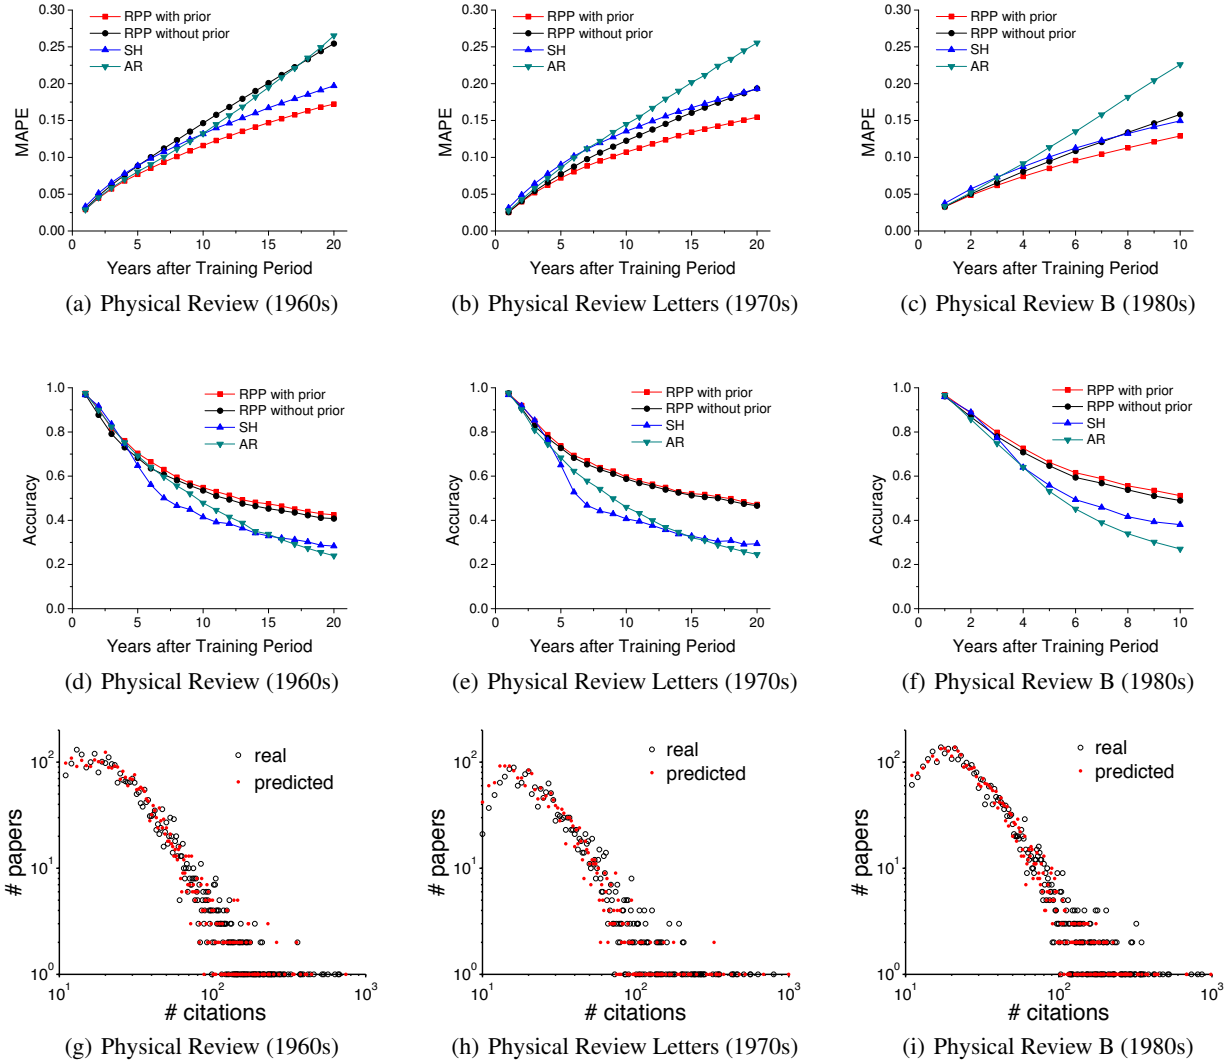 0.30
0.25
0.20
0.15
0.10
0.05
0.00
MAPE
RPP with prior
RPP without prior
SH
AR
0 5 10 15 20
Years after Training Period
(a) Physical Review (1960s)
0.30
0.25
0.20
0.15
0.10
0.05
0.00
MAPE
RPP with prior
RPP without prior
SH
AR
0 5 10 15 20
Years after Training Period
(b) Physical Review Letters (1970s)
0.30
0.25
0.20
0.15
0.10
0.05
0.00
MAPE
RPP with prior
RPP without prior
SH
AR
0 2 4 6 8 10
Years after Training Period
(c) Physical Review B (1980s)
1.0
0.8
0.6
0.4
0.2
0.0
Accuracy
RPP with prior
RPP without prior
SH
AR
0 5 10 15 20
Years after Training Period
(d) Physical Review (1960s)
1.0
0.8
0.6
0.4
0.2
0.0
Accuracy
RPP with prior
RPP without prior
SH
AR
0 5 10 15 20
Years after Training Period
(e) Physical Review Letters (1970s)
1.0
0.8
0.6
0.4
0.2
0.0
Accuracy
RPP with prior
RPP without prior
SH
AR
0 2 4 6 8 10
Years after Training Period
(f) Physical Review B (1980s)
10²
10¹
10⁰
# papers
real
predicted
10¹ 10² 10³
# citations
(g) Physical Review (1960s)
10²
10¹
10⁰
# papers
real
predicted
10¹ 10² 10³
# citations
(h) Physical Review Letters (1970s)
10²
10¹
10⁰
# papers
real
predicted
10¹ 10² 10³
# citations
(i) Physical Review B (1980s)